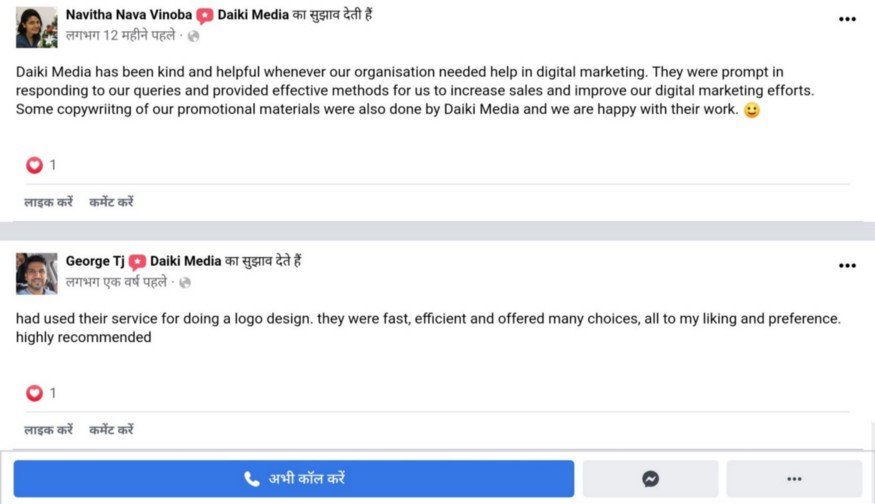 Navitha Nava Vinoba Daiki Media का सुझाव देती हैं
लगभग 12 महीने पहले ·
Daiki Media has been kind and helpful whenever our organisation needed help in digital marketing. They were prompt in
responding to our queries and provided effective methods for us to increase sales and improve our digital marketing efforts.
Some copywriitng of our promotional materials were also done by Daiki Media and we are happy with their work. 😀
1
लाइक करें कमेंट करें
George Tj Daiki Media का सुझाव देते हैं
लगभग एक वर्ष पहले ·
had used their service for doing a logo design. they were fast, efficient and offered many choices, all to my liking and preference.
highly recommended
1
लाइक करें कमेंट करें
अभी कॉल करें